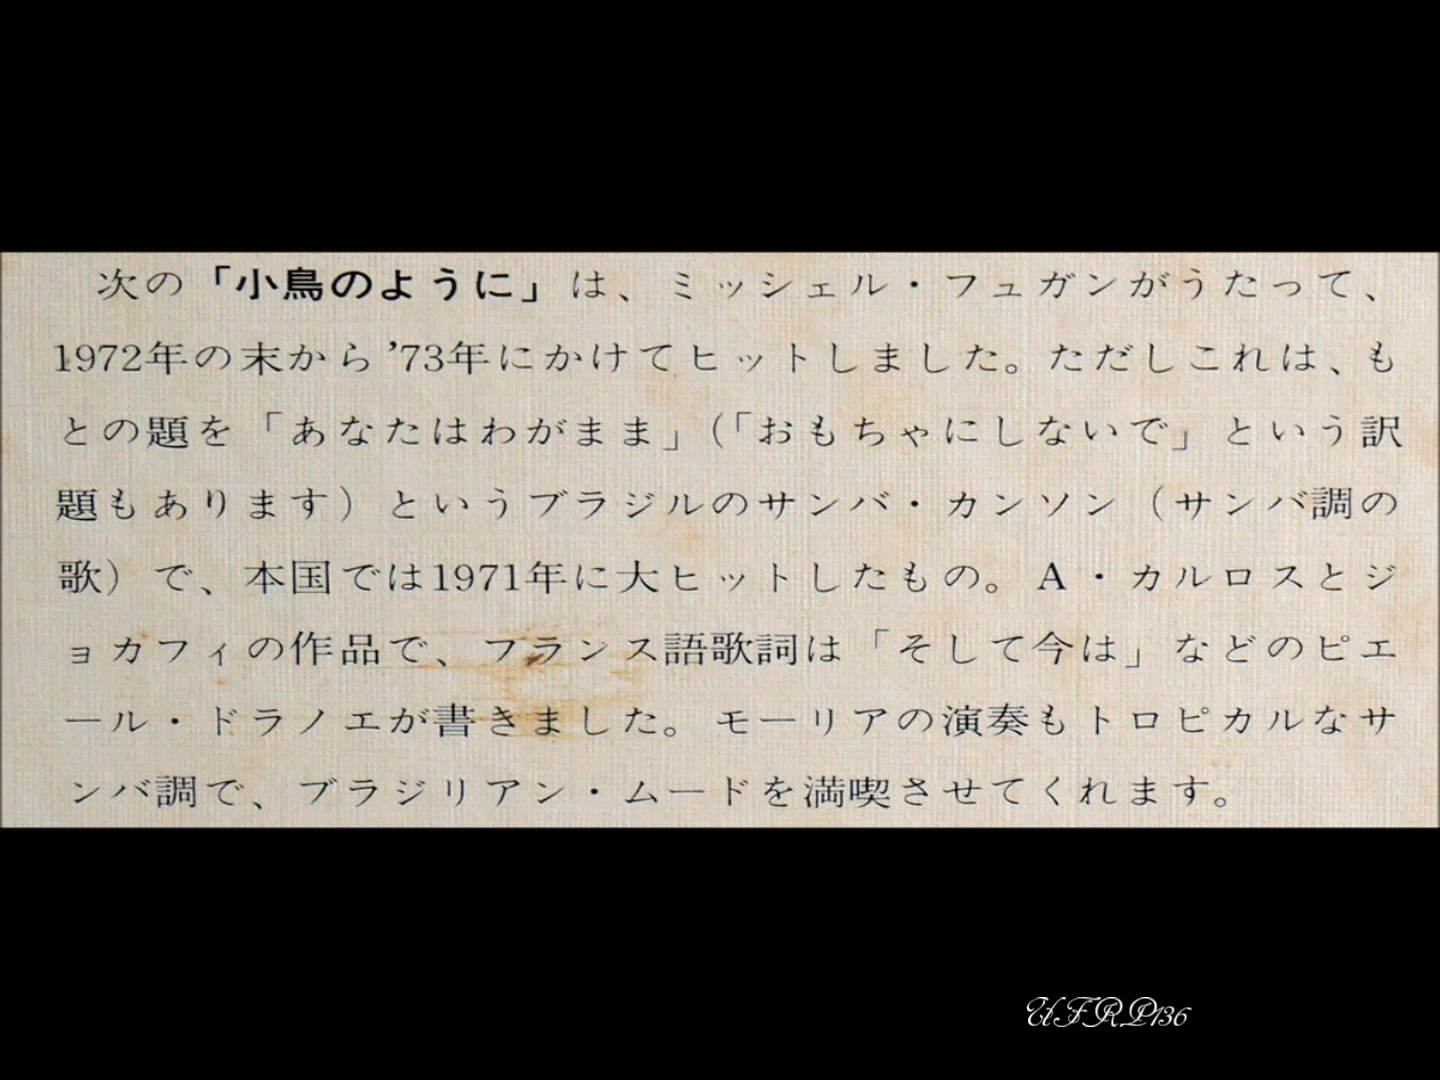 次の「小鳥のように」は、ミッシェル・フュガンがうたって、
1972年の末から’73年にかけてヒットしました。ただしこれは、も
との題を「あなたはわがまま」(「おもちゃにしないで」という訳
題もあります）というブラジルのサンバ・カンソン（サンバ調の
歌）で、本国では1971年に大ヒットしたもの。A・カルロスとジ
ョカフィの作品で、フランス語歌詞は「そして今は」などのピエ
ール・ドラノエが書きました。モーリアの演奏もトロピカルなサ
ンバ調で、ブラジリアン・ムードを満喫させてくれます。
UFRP136